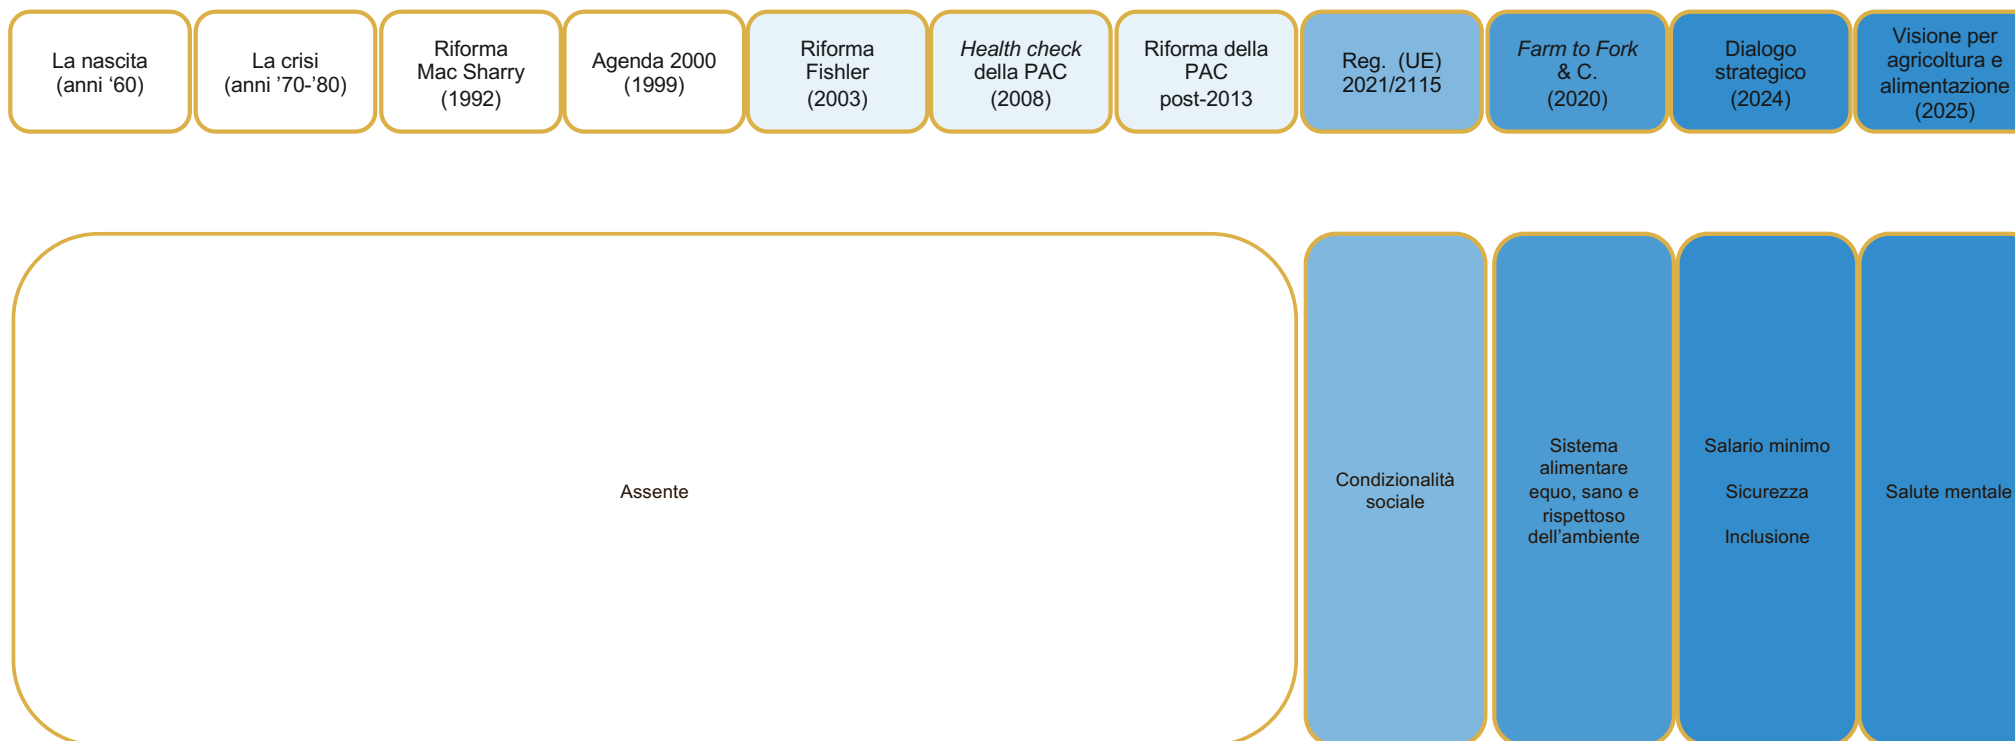 La nascita
(anni ‘60)
La crisi
(anni ’70-’80)
Riforma
Mac Sharry
(1992)
Agenda 2000
(1999)
Riforma
Fishler
(2003)
Health check
della PAC
(2008)
Riforma della
PAC
post-2013
Reg. (UE)
2021/2115
Farm to Fork
& C.
(2020)
Dialogo
strategico
(2024)
Visione per
agricoltura e
alimentazione
(2025)
Assente
Condizionalità
sociale
Sistema
alimentare
equo, sano e
rispettoso
dell’ambiente
Salario minimo
Sicurezza
Inclusione
Salute mentale